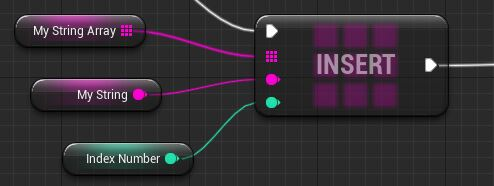 My String Array
INSERT
My String
Index Number